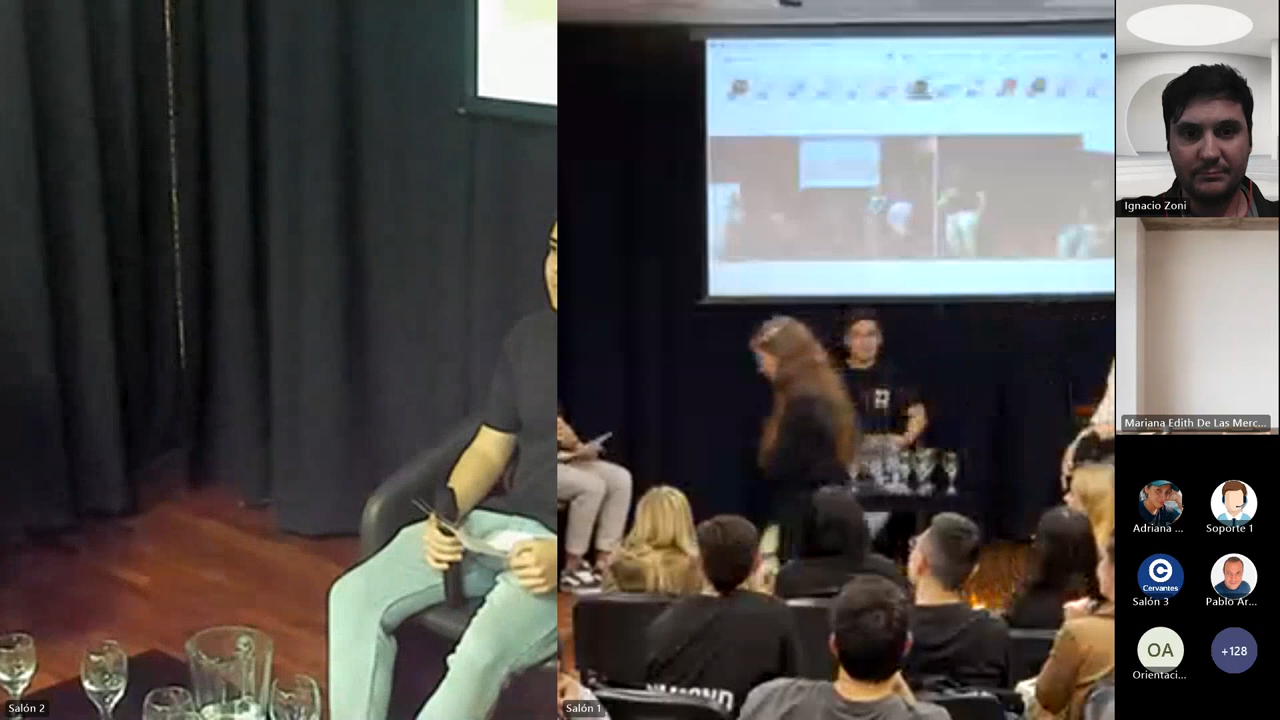 Salón 2
Salón 1
Ignacio Zoni
Mariana Edith De Las Merc...
Adriana ...
Soporte 1
Cervantes
Salón 3
Pablo Ar...
OA
Orientaci...
+128